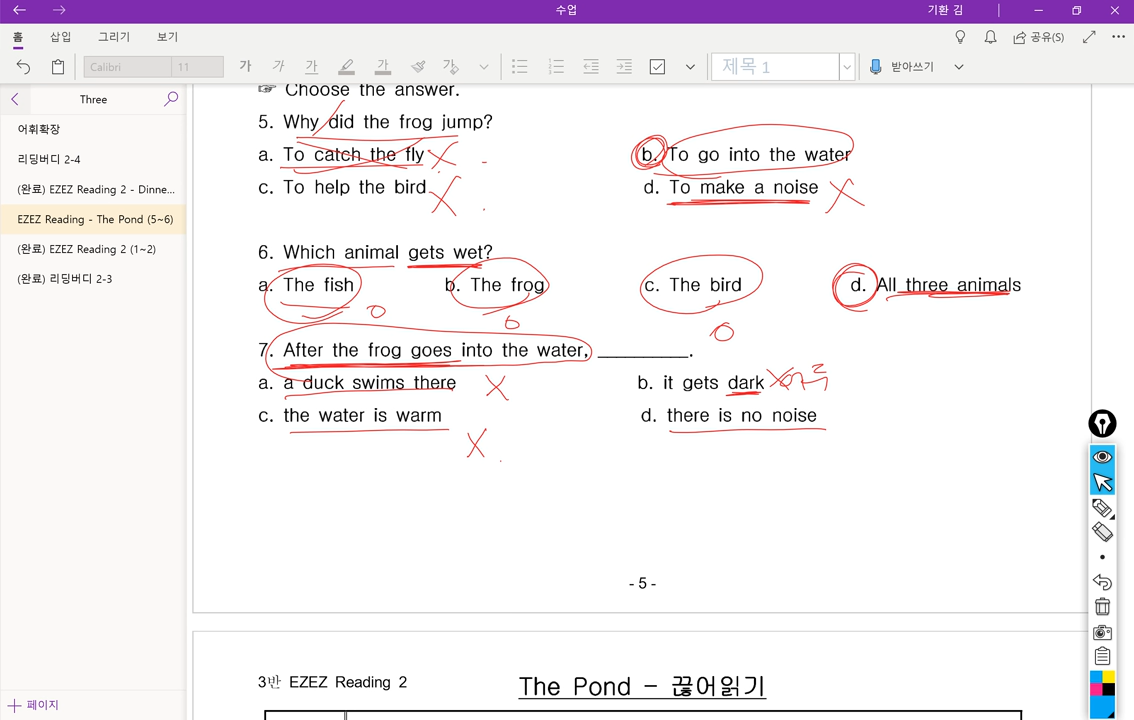 수업
기환 김
홈 삽입 그리기 보기
공유(S)
Calibri 11 가 가 가 가 제목 1 받아쓰기
Three
어휘확장
리딩버디 2-4
(완료) EZEZ Reading 2 - Dinne...
EZEZ Reading - The Pond (5~6)
(완료) EZEZ Reading 2 (1~2)
(완료) 리딩버디 2-3
페이지
☞ Choose the answer.
5. Why did the frog jump?
a. To catch the fly X b. To go into the water
c. To help the bird X d. To make a noise X
6. Which animal gets wet?
a. The fish b. The frog c. The bird d. All three animals
O O O
7. After the frog goes into the water, __________.
a. a duck swims there X b. it gets dark X
c. the water is warm X d. there is no noise
- 5 -
3반 EZEZ Reading 2 The Pond - 끊어읽기